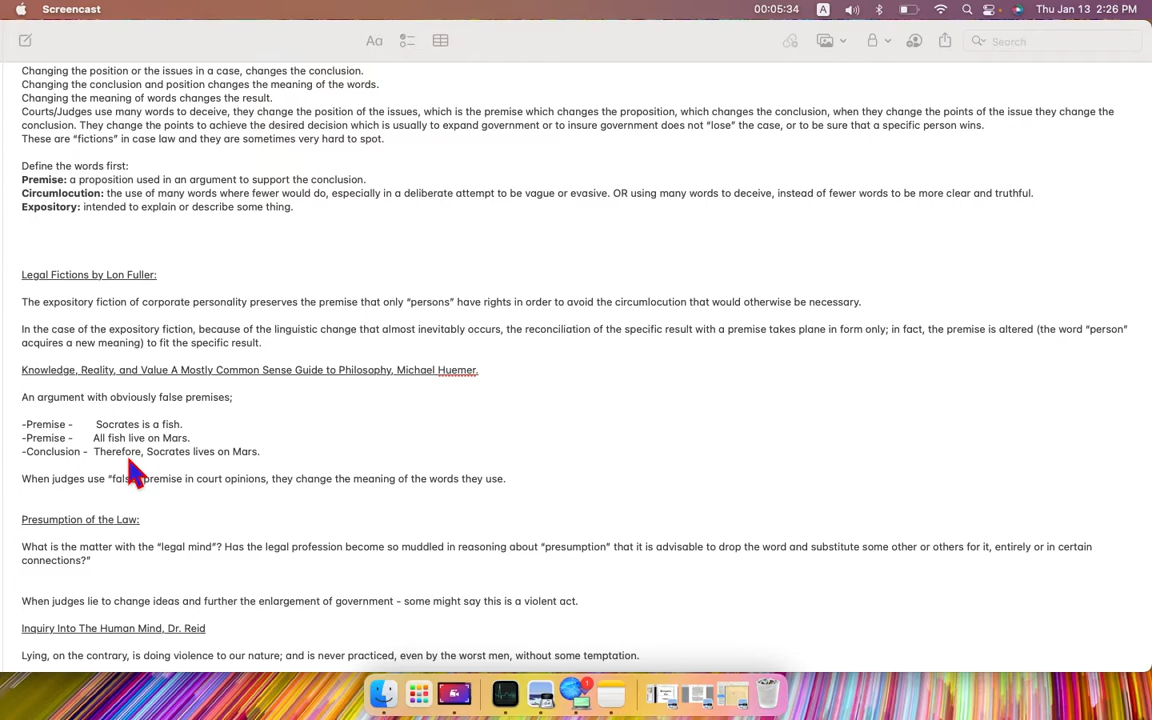 Screencast
00:05:34
A
Thu Jan 13 2:26 PM
Aa
Search
Changing the position or the issues in a case, changes the conclusion.
Changing the conclusion and position changes the meaning of the words.
Changing the meaning of words changes the result.
Courts/Judges use many words to deceive, they change the position of the issues, which is the premise which changes the proposition, which changes the conclusion, when they change the points of the issue they change the
conclusion. They change the points to achieve the desired decision which is usually to expand government or to insure government does not “lose” the case, or to be sure that a specific person wins.
These are “fictions” in case law and they are sometimes very hard to spot.
Define the words first:
Premise: a proposition used in an argument to support the conclusion.
Circumlocution: the use of many words where fewer would do, especially in a deliberate attempt to be vague or evasive. OR using many words to deceive, instead of fewer words to be more clear and truthful.
Expository: intended to explain or describe some thing.
Legal Fictions by Lon Fuller:
The expository fiction of corporate personality preserves the premise that only “persons” have rights in order to avoid the circumlocution that would otherwise be necessary.
In the case of the expository fiction, because of the linguistic change that almost inevitably occurs, the reconciliation of the specific result with a premise takes plane in form only; in fact, the premise is altered (the word “person”
acquires a new meaning) to fit the specific result.
Knowledge, Reality, and Value A Mostly Common Sense Guide to Philosophy, Michael Huemer.
An argument with obviously false premises;
-Premise - Socrates is a fish.
-Premise - All fish live on Mars.
-Conclusion - Therefore, Socrates lives on Mars.
When judges use premise in court opinions, they change the meaning of the words they use.
Presumption of the Law:
What is the matter with the “legal mind”? Has the legal profession become so muddled in reasoning about “presumption” that it is advisable to drop the word and substitute some other or others for it, entirely or in certain
connections?”
When judges lie to change ideas and further the enlargement of government - some might say this is a violent act.
Inquiry Into The Human Mind, Dr. Reid
Lying, on the contrary, is doing violence to our nature; and is never practiced, even by the worst men, without some temptation.
1